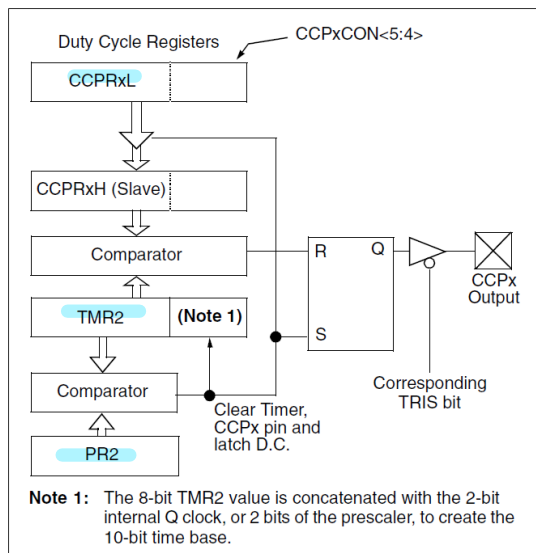 Duty Cycle Registers
CCPxCON<5:4>
CCPRxL
CCPRxH (Slave)
Comparator
R
Q
S
TMR2
(Note 1)
CCPx
Output
Comparator
Clear Timer,
CCPx pin and
latch D.C.
Corresponding
TRIS bit
PR2
Note 1: The 8-bit TMR2 value is concatenated with the 2-bit
internal Q clock, or 2 bits of the prescaler, to create the
10-bit time base.